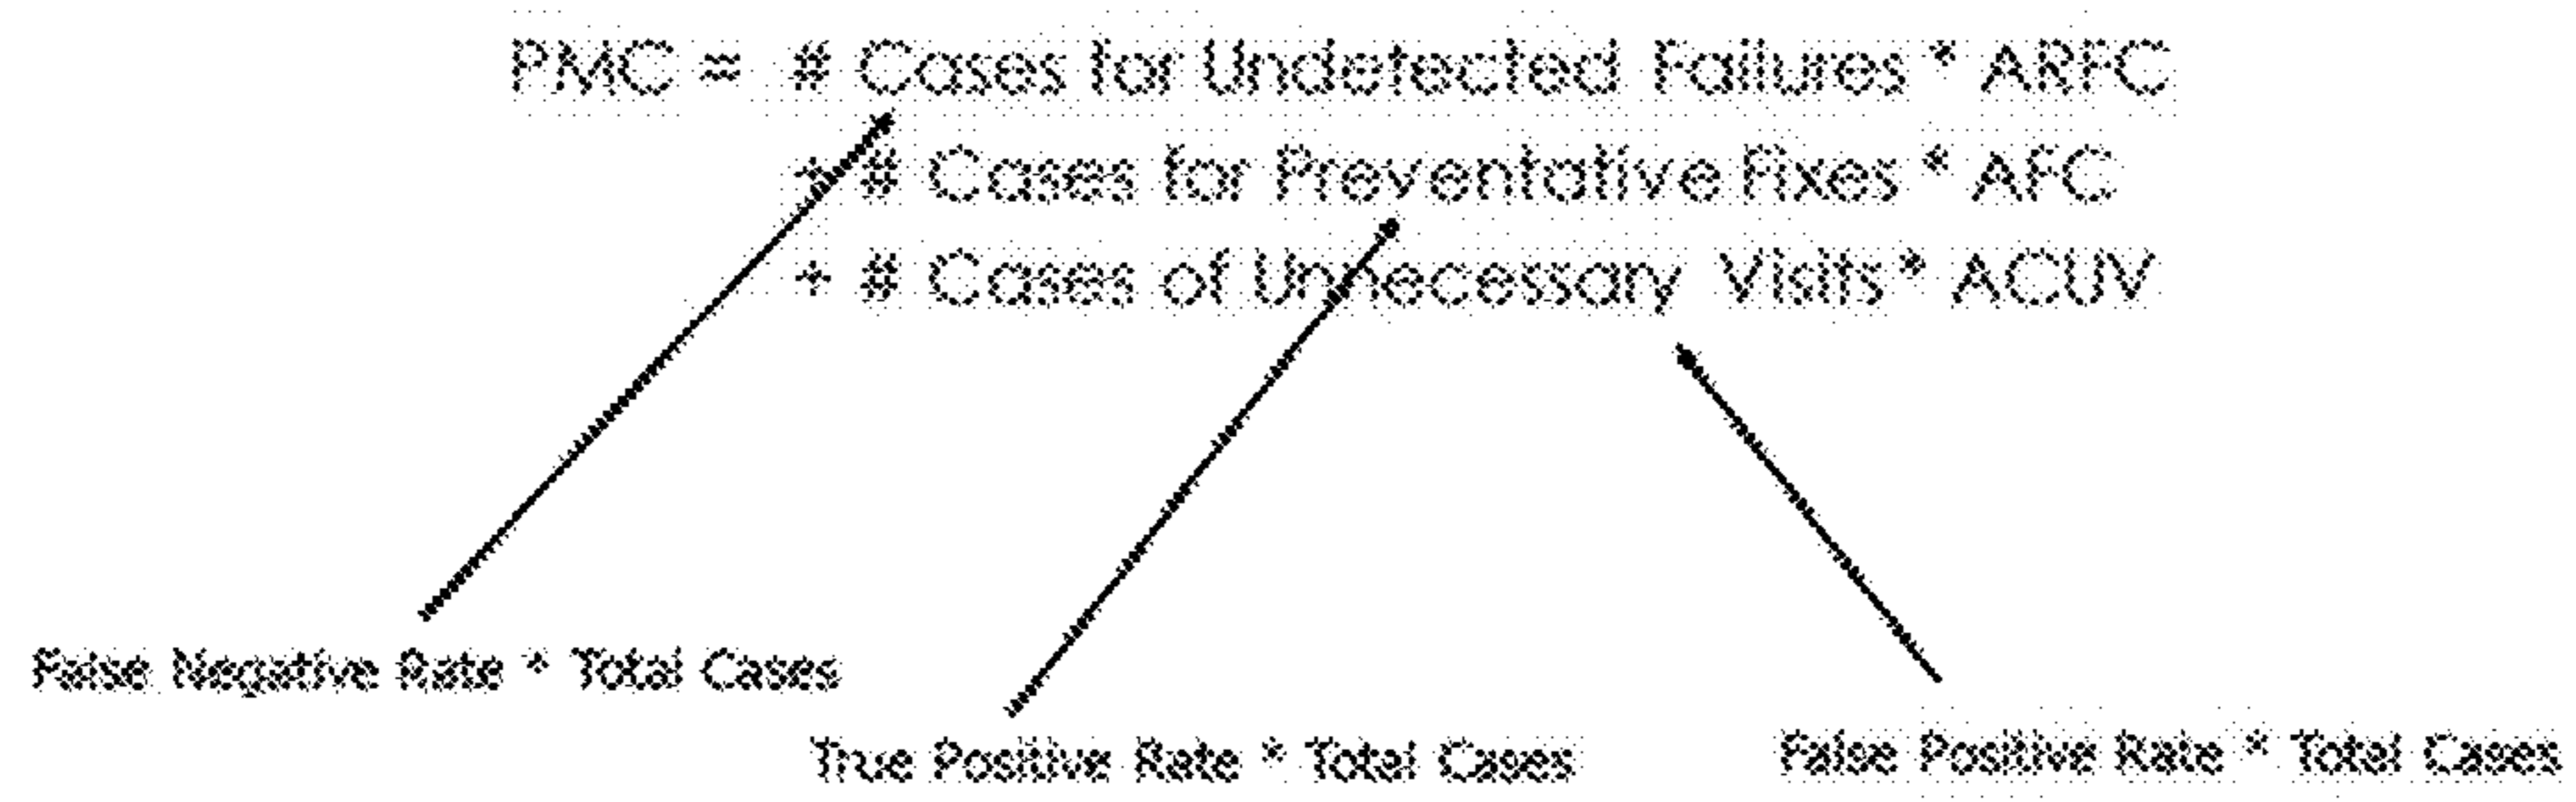 PMC = # Cases for Undetected Failures * ARFC
+ # Cases for Preventative Fixes * AFC
+ # Cases of Unnecessary Visits * ACUV
False Negative Rate * Total Cases
True Positive Rate * Total Cases
False Positive Rate * Total Cases